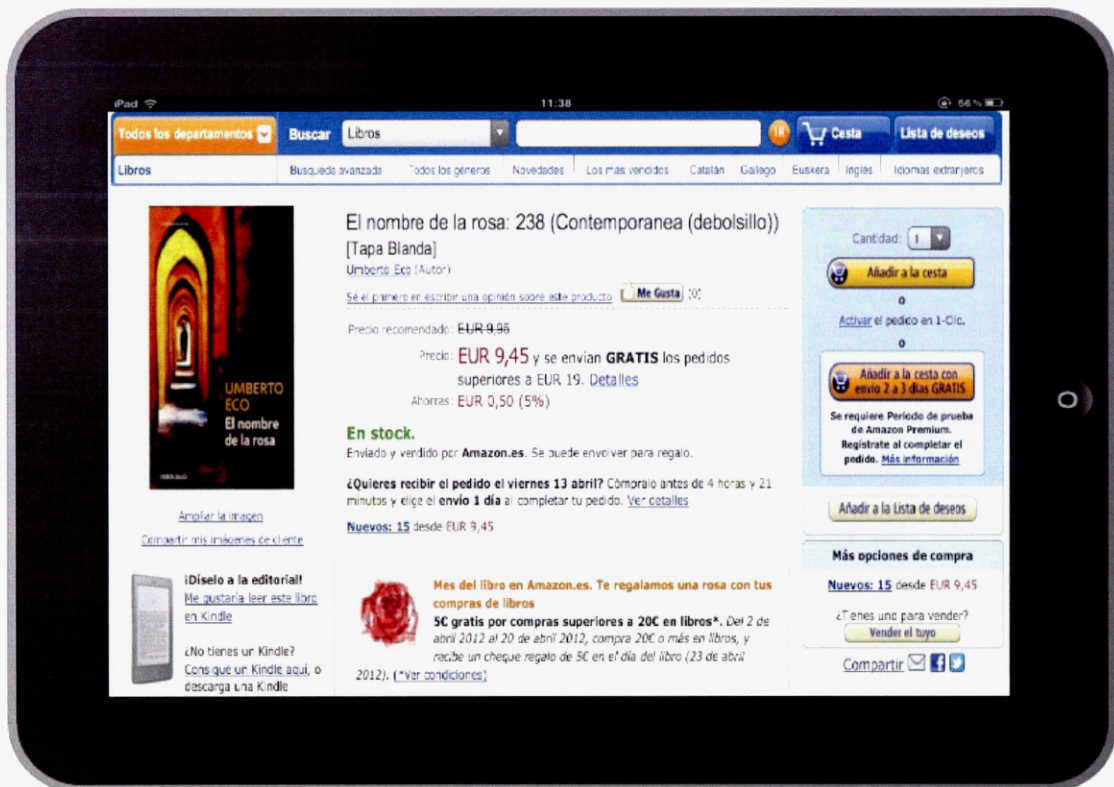 iPad 11:38 56 %
Todos los departamentos Buscar Libros IR Cesta Lista de deseos
Libros Busqueda avanzada Todos los géneros Novedades Los más vendidos Catalán Gallego Euskera Inglés Idiomas extranjeros
UMBERTO
ECO
El nombre
de la rosa
Ampliar la imagen
Compartir mis imágenes de cliente
El nombre de la rosa: 238 (Contemporanea (debolsillo))
[Tapa Blanda]
Umberto Eco (Autor)
Sé el primero en escribir una opinión sobre este producto Me Gusta (0)
Precio recomendado: EUR 9,95
Precio: EUR 9,45 y se envían GRATIS los pedidos
superiores a EUR 19. Detalles
Ahorras: EUR 0,50 (5%)
En stock.
Enviado y vendido por Amazon.es. Se puede envolver para regalo.
¿Quieres recibir el pedido el viernes 13 abril? Cómpralo antes de 4 horas y 21
minutos y elige el envío 1 día al completar tu pedido. Ver detalles
Nuevos: 15 desde EUR 9,45
Cantidad: 1
Añadir a la cesta
o
Activar el pedido en 1-Clic.
o
Añadir a la cesta con
envío 2 a 3 días GRATIS
Se requiere Periodo de prueba
de Amazon Premium.
Regístrate al completar el
pedido. Más información
Añadir a la Lista de deseos
Más opciones de compra
Nuevos: 15 desde EUR 9,45
¿Tienes uno para vender?
Vender el tuyo
Compartir
¡Díselo a la editorial!
Me gustaría leer este libro
en Kindle
¿No tienes un Kindle?
Consigue un Kindle aquí, o
descarga una Kindle
Mes del libro en Amazon.es. Te regalamos una rosa con tus
compras de libros
5€ gratis por compras superiores a 20€ en libros*. Del 2 de
abril 2012 al 20 de abril 2012, compra 20€ o más en libros, y
recibe un cheque regalo de 5€ en el día del libro (23 de abril
2012). (*Ver condiciones)